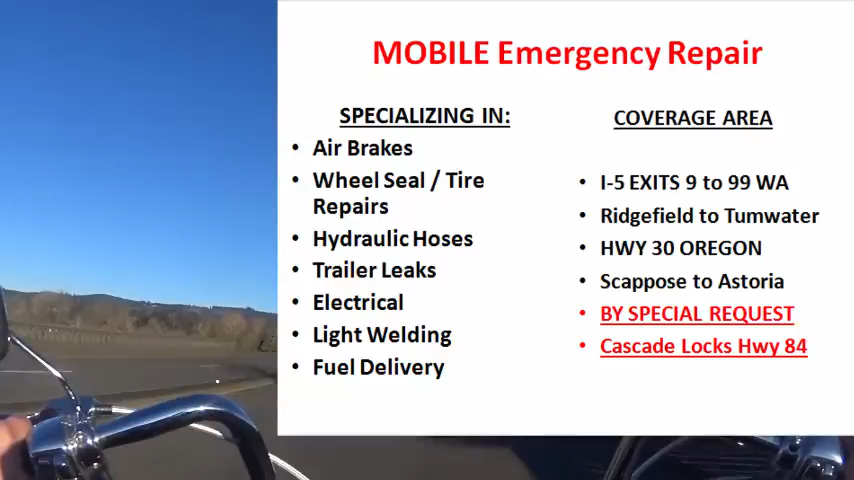 MOBILE Emergency Repair
SPECIALIZING IN:
• Air Brakes
• Wheel Seal / Tire
Repairs
• Hydraulic Hoses
• Trailer Leaks
• Electrical
• Light Welding
• Fuel Delivery
COVERAGE AREA
• I-5 EXITS 9 to 99 WA
• Ridgefield to Tumwater
• HWY 30 OREGON
• Scappose to Astoria
• BY SPECIAL REQUEST
• Cascade Locks Hwy 84